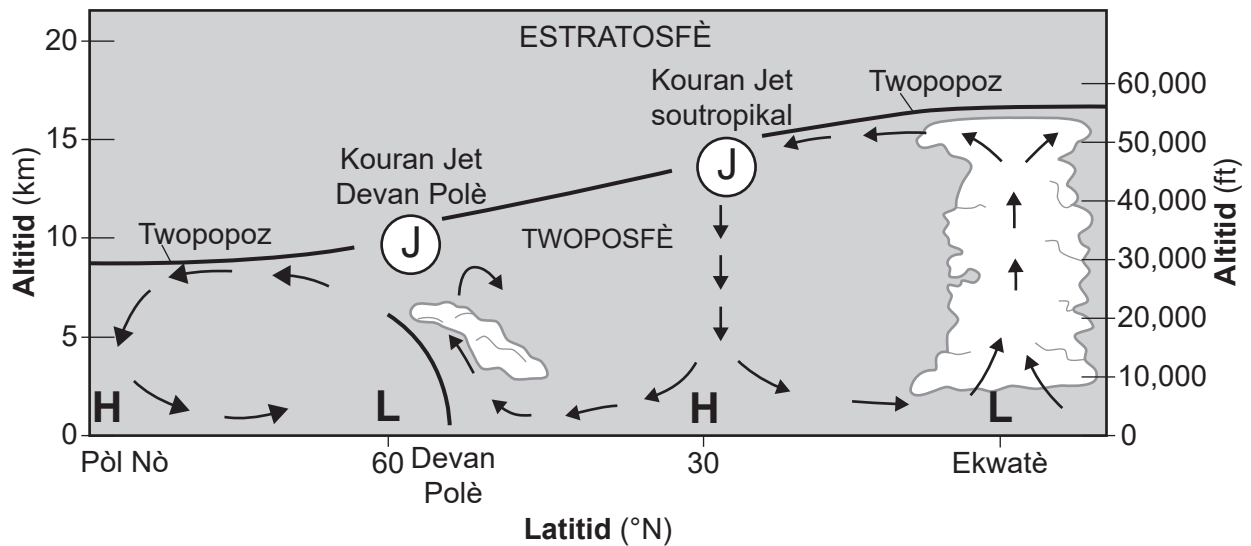 ESTRATOSFÈ
20
15
10
5
0
Altitid (km)
60,000
50,000
40,000
30,000
20,000
10,000
0
Altitid (ft)
Kouran Jet
soutropikal
Twopopoz
J
Kouran Jet
Devan Polè
J
Twopopoz
TWOPOSFÈ
H
L
H
L
Pòl Nò
60
Devan
Polè
30
Ekwatè
Latitid (°N)